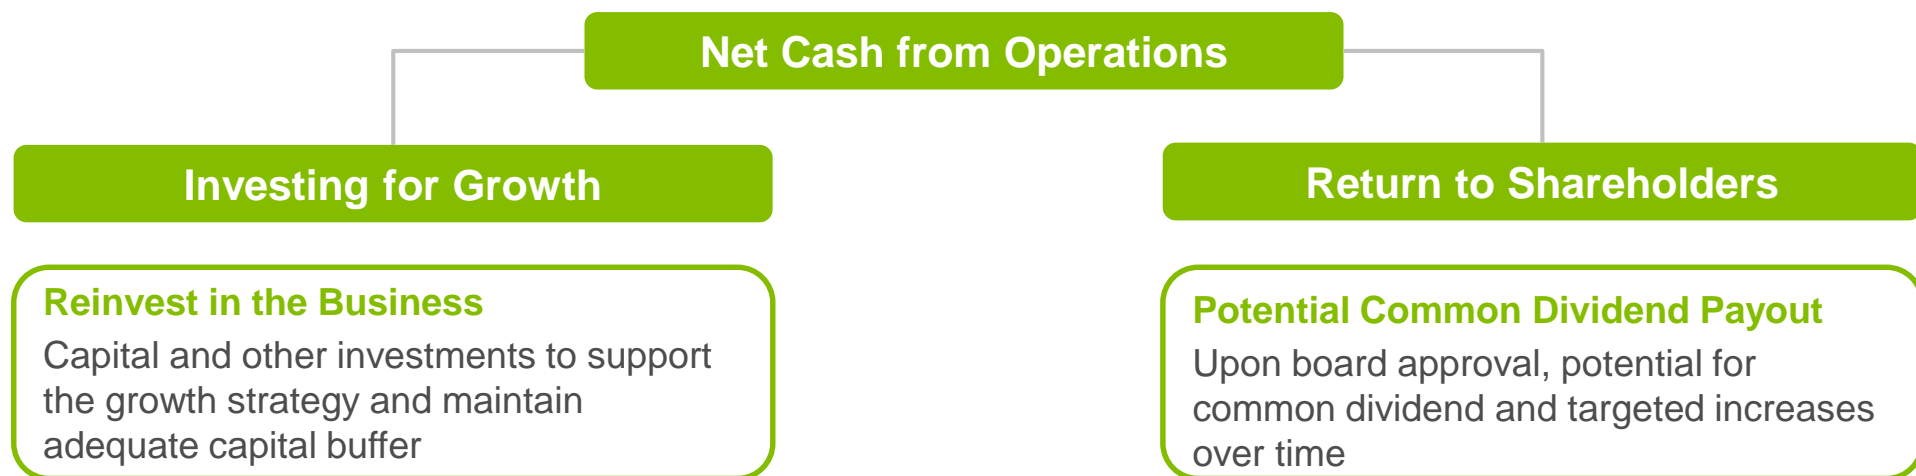 Net Cash from Operations
Investing for Growth
Return to Shareholders
Reinvest in the Business
Capital and other investments to support
the growth strategy and maintain
adequate capital buffer
Potential Common Dividend Payout
Upon board approval, potential for
common dividend and targeted increases
over time